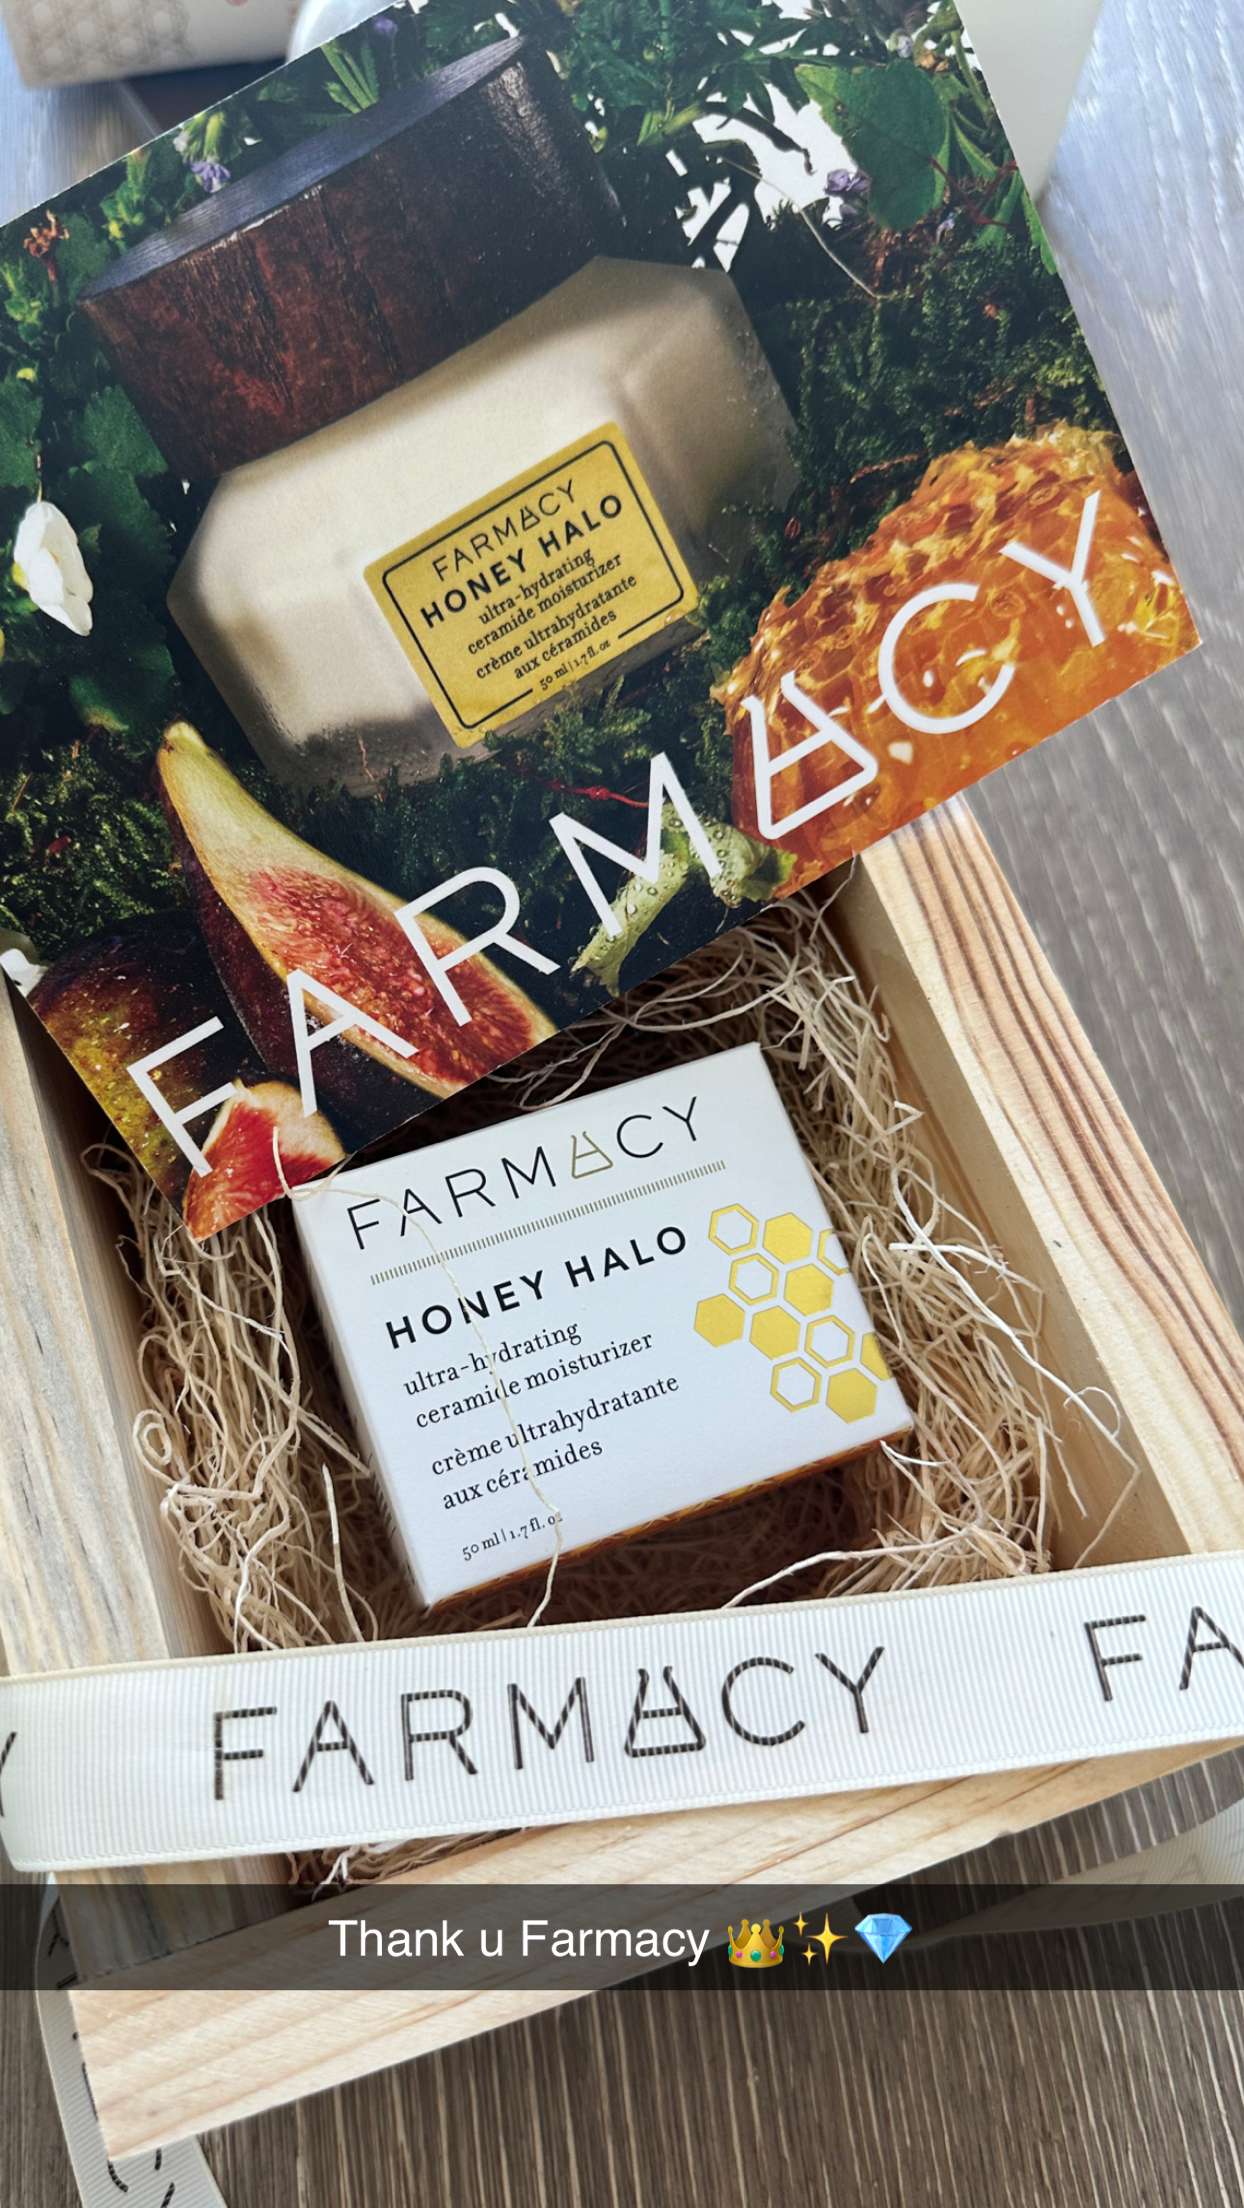 FARMACY
HONEY HALO
ultra-hydrating
ceramide moisturizer
crème ultrahydratante
aux céramides
50 ml | 1.7 fl. oz
FARMACY
FARMACY
HONEY HALO
ultra-hydrating
ceramide moisturizer
crème ultrahydratante
aux céramides
50 ml | 1.7 fl. oz
Y FARMACY FA
Thank u Farmacy 👑✨💎